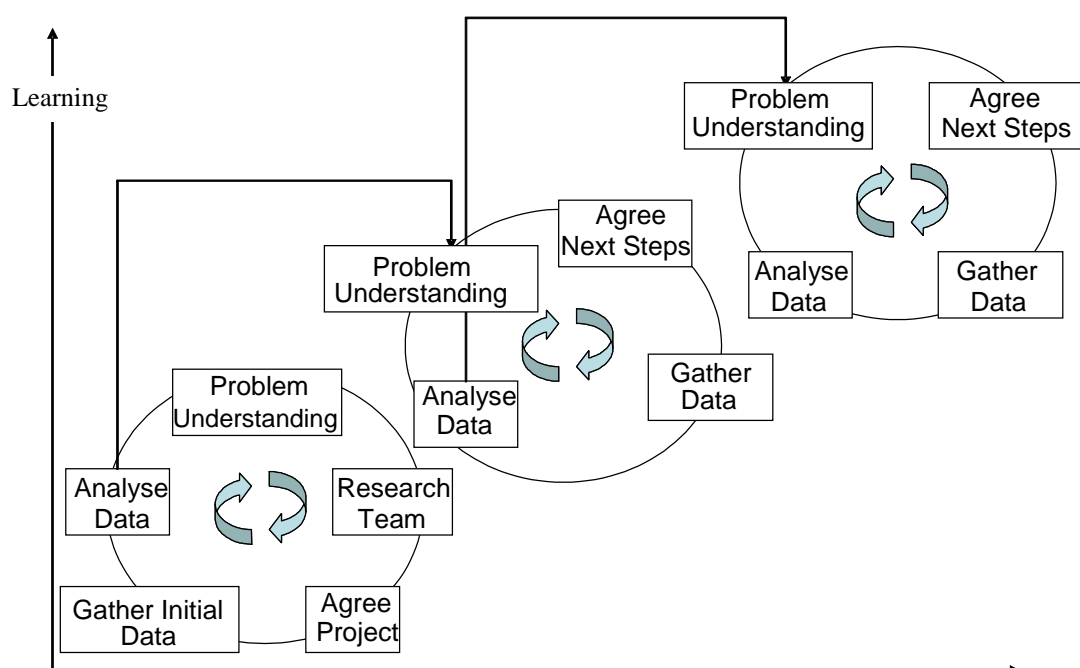 Learning
Problem
Understanding
Agree
Next Steps
Analyse
Data
Gather
Data
Problem
Understanding
Agree
Next Steps
Analyse
Data
Gather
Data
Problem
Understanding
Analyse
Data
Research
Team
Gather Initial
Data
Agree
Project